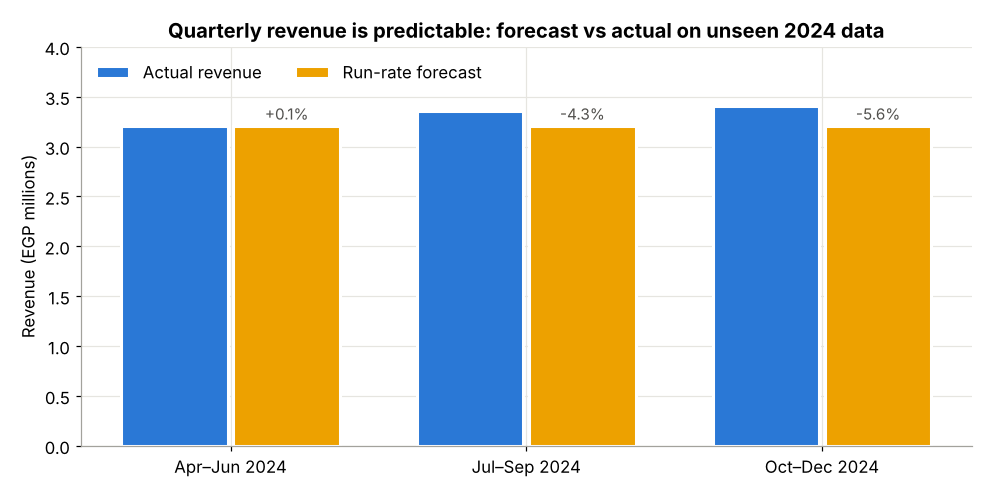 Quarterly revenue is predictable: forecast vs actual on unseen 2024 data
Actual revenue
Run-rate forecast
Revenue (EGP millions)
4.0
3.5
3.0
2.5
2.0
1.5
1.0
0.5
0.0
+0.1%
-4.3%
-5.6%
Apr–Jun 2024
Jul–Sep 2024
Oct–Dec 2024